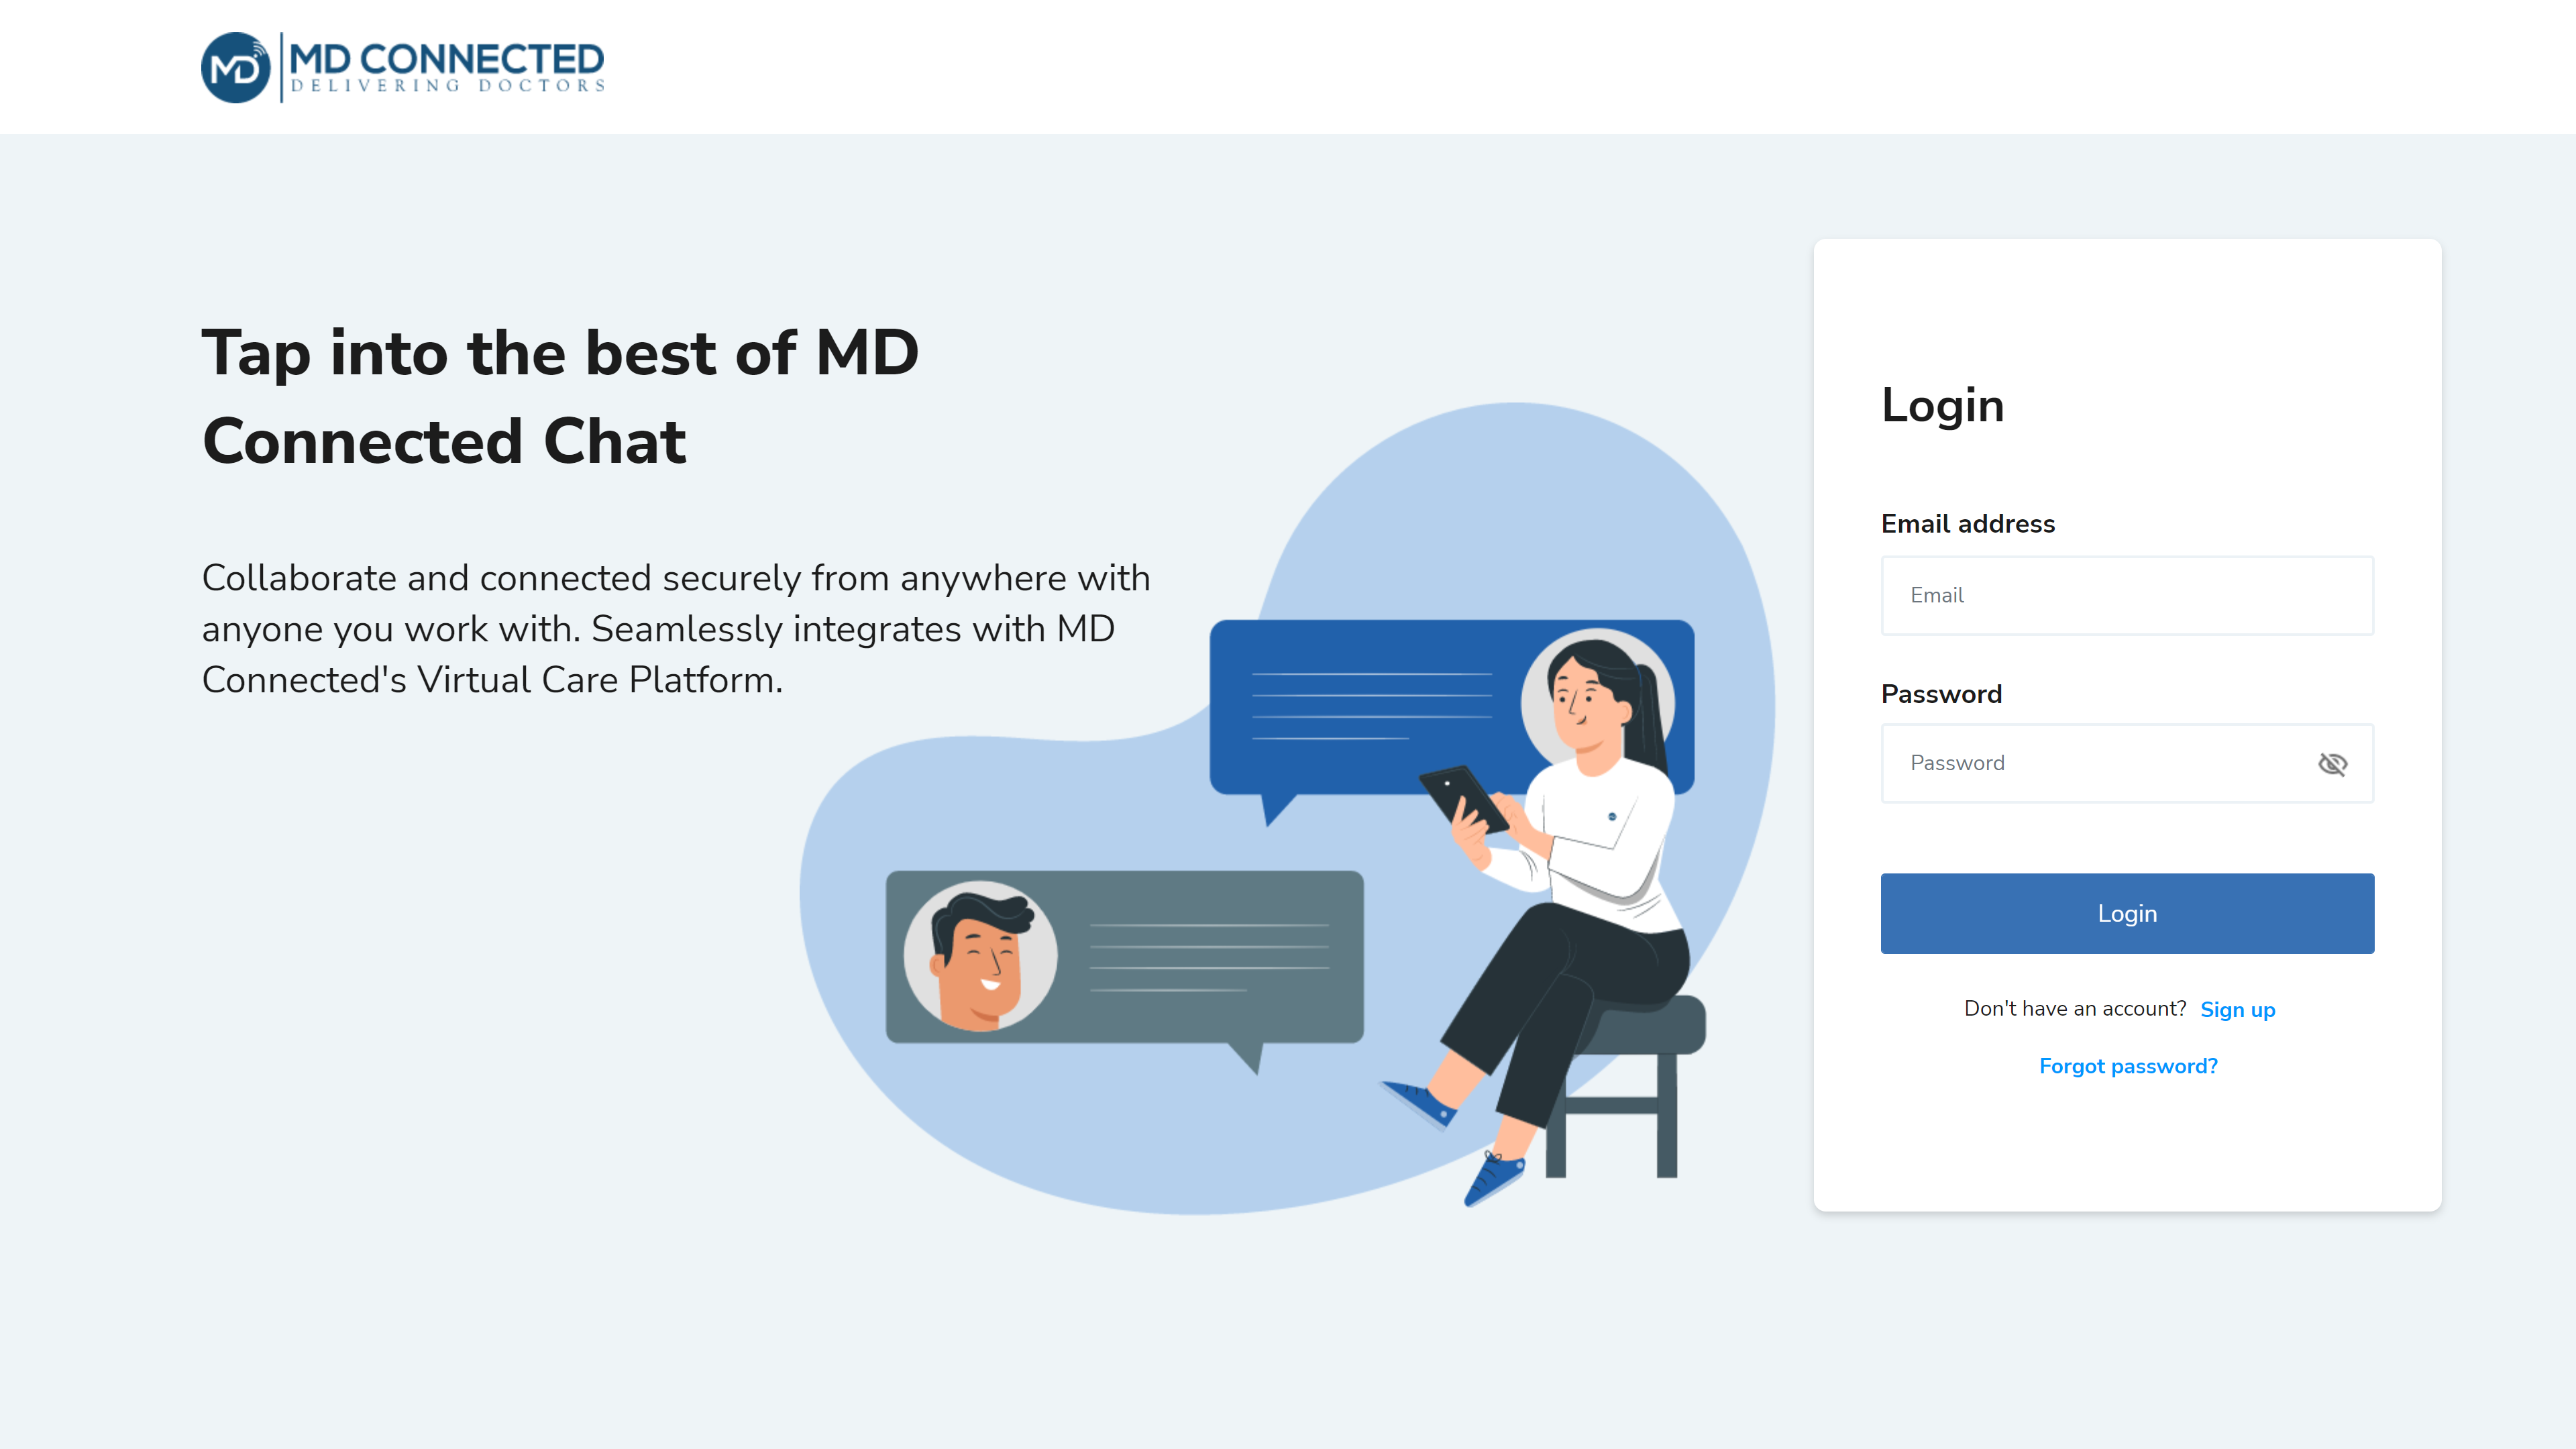 MD
MD CONNECTED
DELIVERING DOCTORS
Tap into the best of MD
Connected Chat
Collaborate and connected securely from anywhere with
anyone you work with. Seamlessly integrates with MD
Connected's Virtual Care Platform.
Login
Email address
Email
Password
Password
Login
Don't have an account? Sign up
Forgot password?